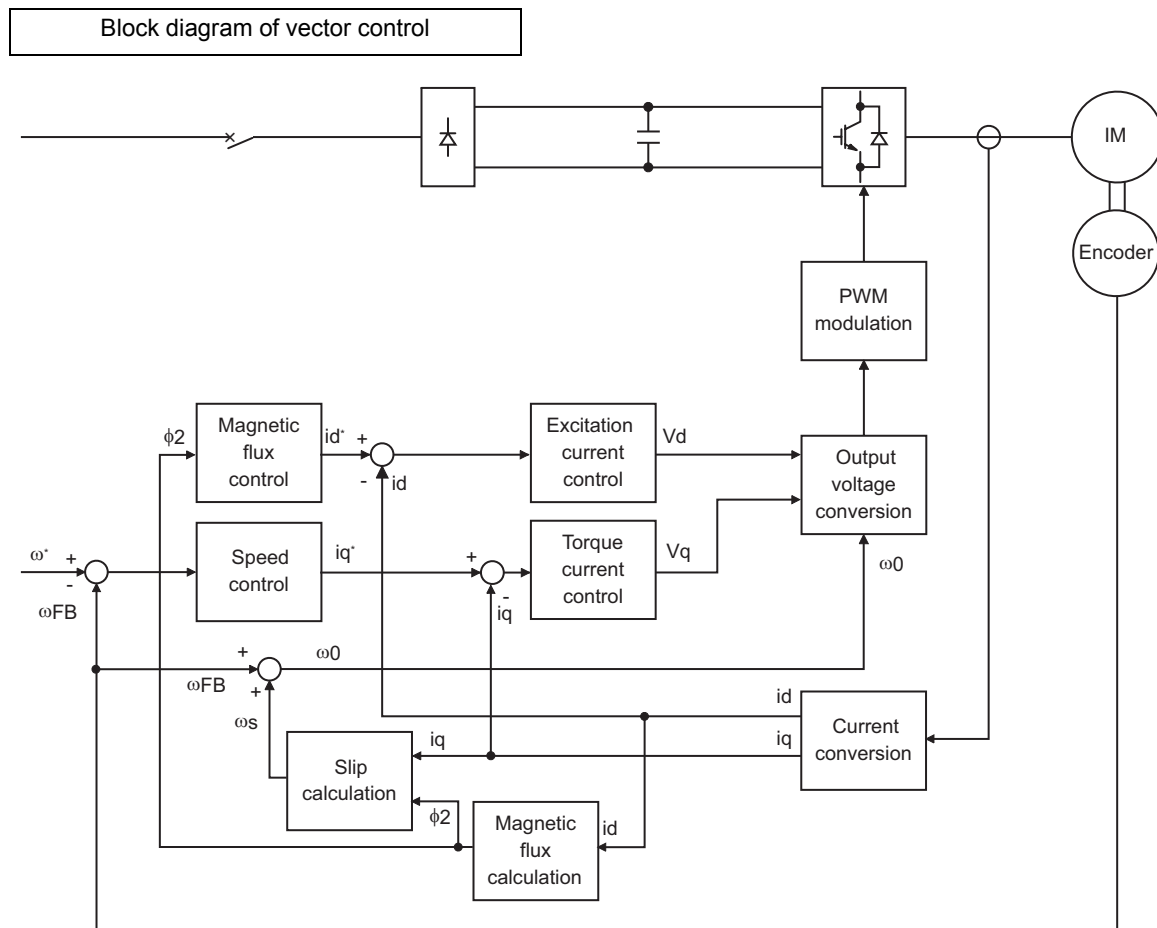 Block diagram of vector control
IM
Encoder
PWM
modulation
Magnetic
flux
control
ϕ2
id*
+
-
id
Excitation
current
control
Vd
Output
voltage
conversion
ω*
+
-
ωFB
Speed
control
iq*
+
-
iq
Torque
current
control
Vq
ω0
+
ωFB
+
ω0
ωs
id
iq
Current
conversion
iq
Slip
calculation
ϕ2
Magnetic
flux
calculation
id